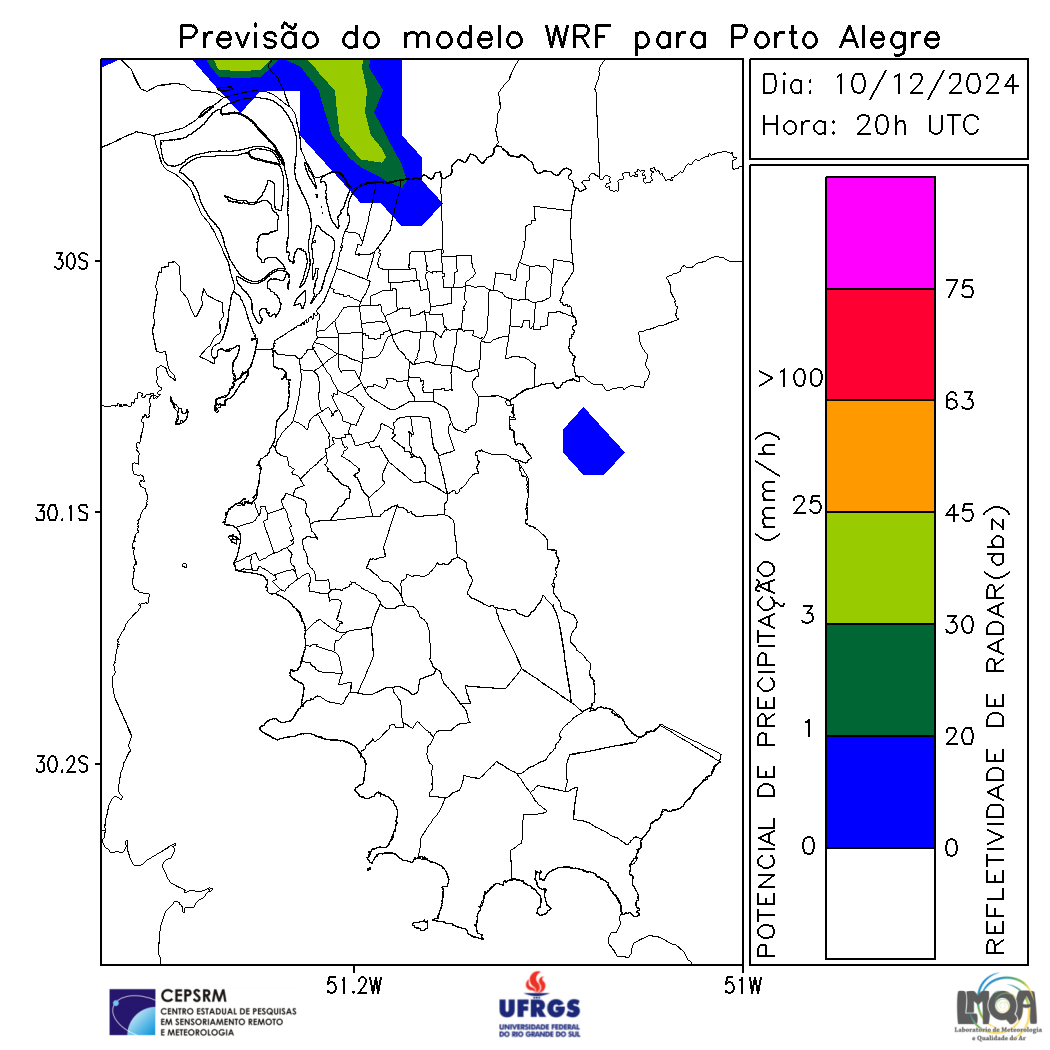 Previsão do modelo WRF para Porto Alegre
Dia: 10/12/2024
Hora: 20h UTC
30S
30.1S
30.2S
51.2W
51W
POTENCIAL DE PRECIPITAÇÃO (mm/h)
>100
25
3
1
0
75
63
45
30
20
0
REFLETIVIDADE DE RADAR(dbz)
CEPSRM
CENTRO ESTADUAL DE PESQUISAS
EM SENSORIAMENTO REMOTO
E METEOROLOGIA
UFRGS
UNIVERSIDADE FEDERAL
DO RIO GRANDE DO SUL
LMQA
Laboratório de Meteorologia
e Qualidade do Ar